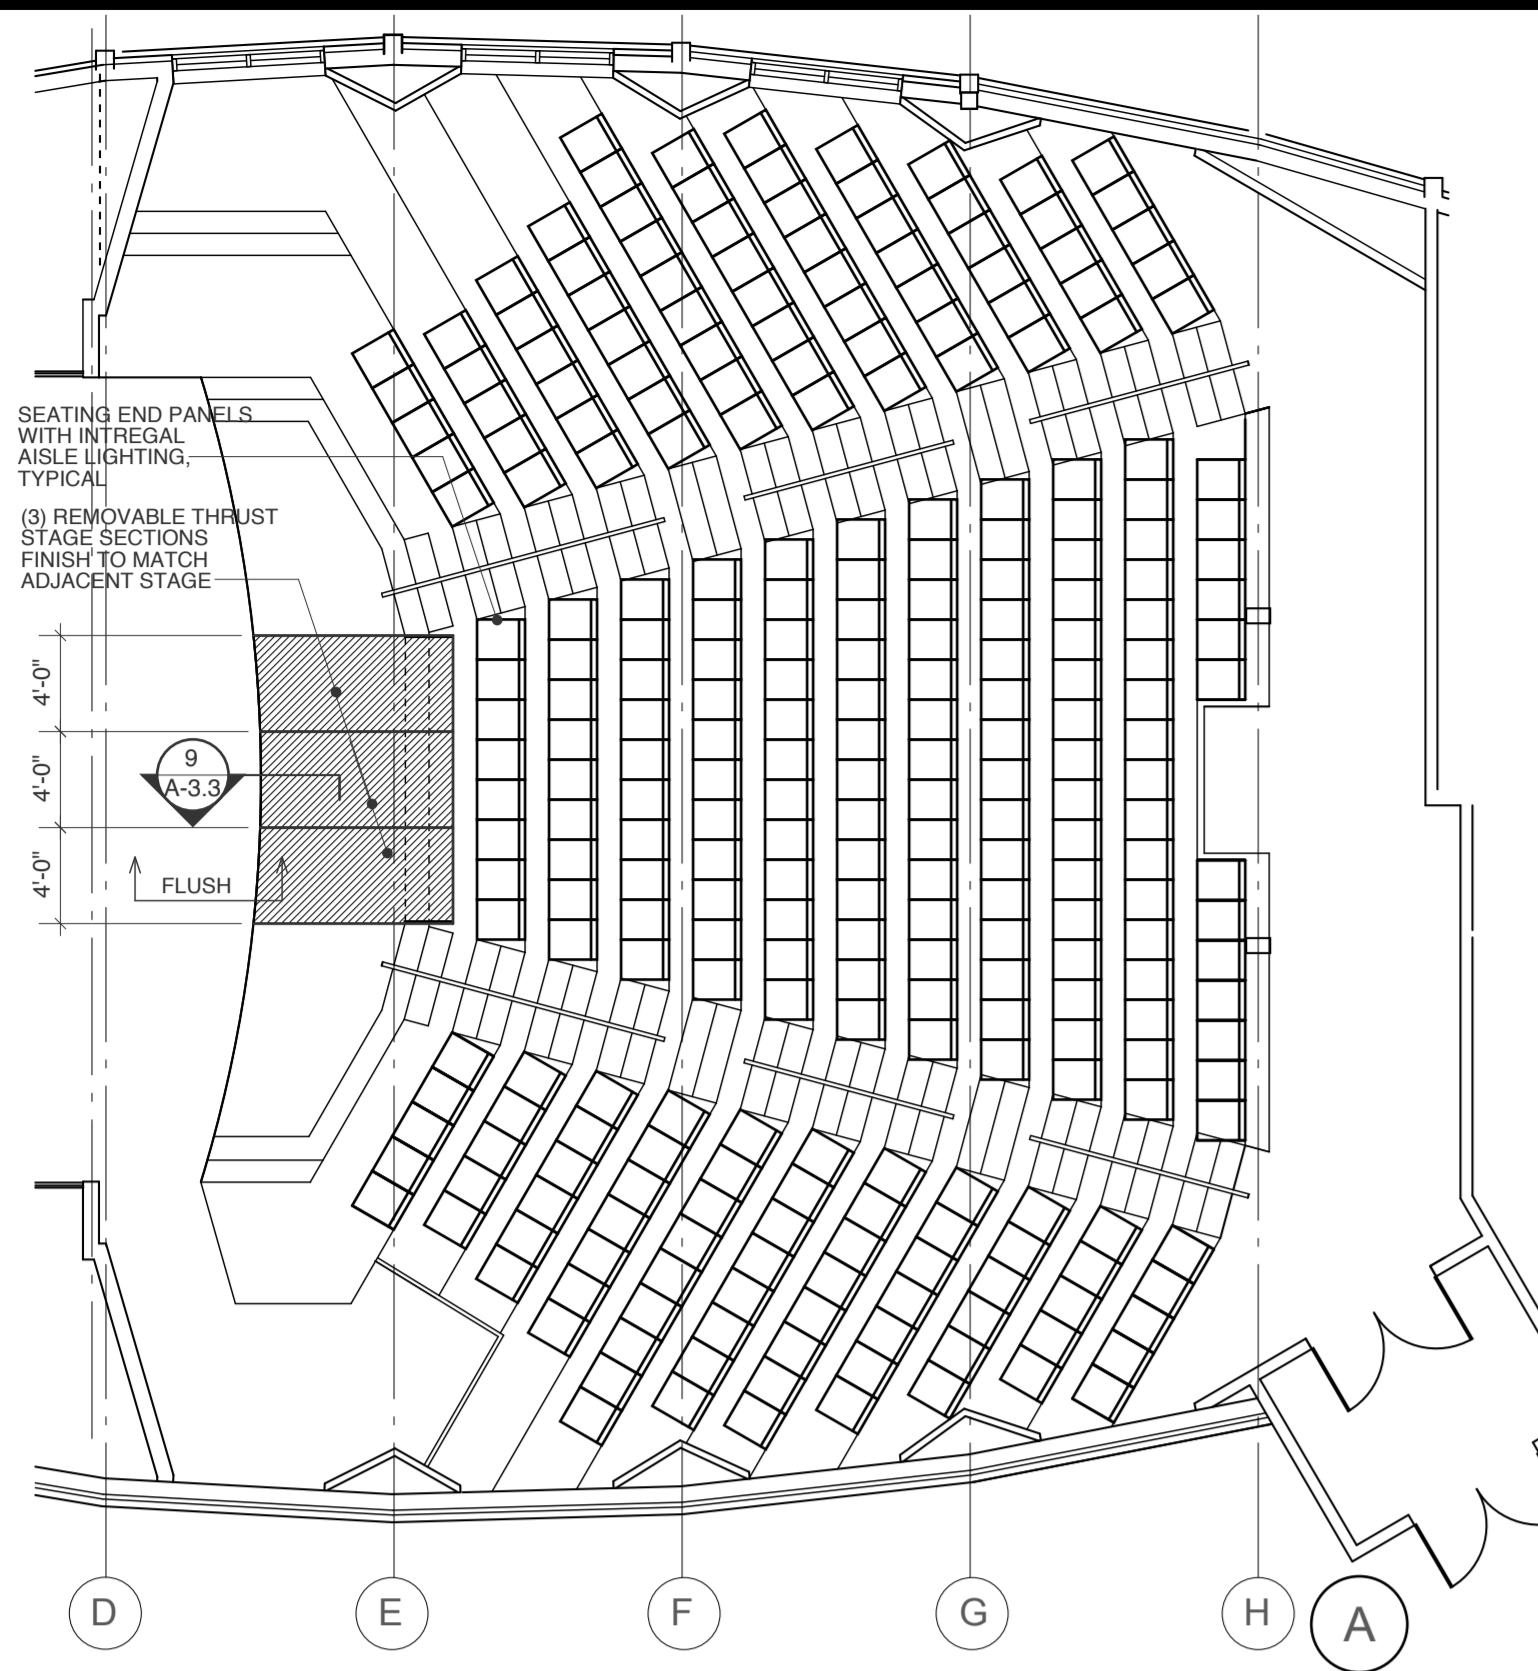 SEATING END PANELS
WITH INTREGAL
AISLE LIGHTING,
TYPICAL
(3) REMOVABLE THRUST
STAGE SECTIONS
FINISH TO MATCH
ADJACENT STAGE
4'-0"
4'-0"
4'-0"
9
A-3.3
FLUSH
D
E
F
G
H
A